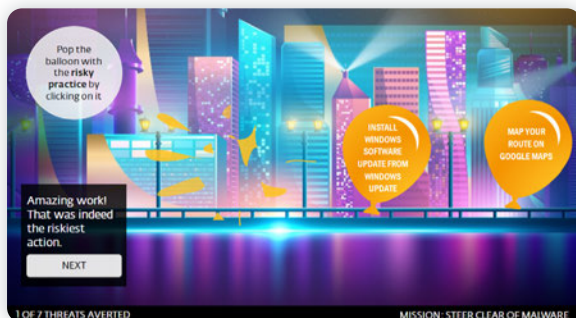 Pop the
balloon with
the risky
practice by
clicking on it
INSTALL
WINDOWS
SOFTWARE
UPDATE FROM
WINDOWS
UPDATE
MAP YOUR
ROUTE ON
GOOGLE MAPS
Amazing work!
That was indeed
the riskiest
action.
NEXT
1 OF 7 THREATS AVERTED
MISSION: STEER CLEAR OF MALWARE